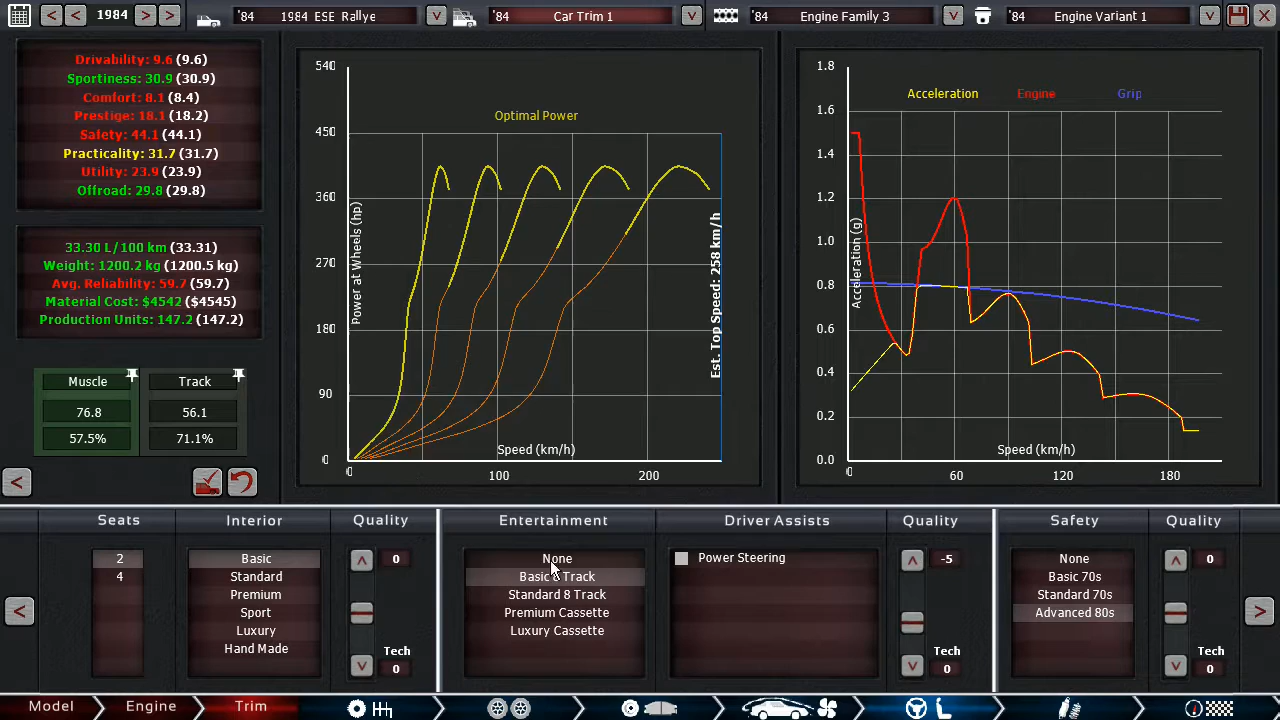 < < 1984 > >
'84 1984 ESE Rallye v
'84 Car Trim 1 v
'84 Engine Family 3 v
'84 Engine Variant 1 v
Drivability: 9.6 (9.6)
Sportiness: 30.9 (30.9)
Comfort: 8.1 (8.4)
Prestige: 18.1 (18.2)
Safety: 44.1 (44.1)
Practicality: 31.7 (31.7)
Utility: 23.9 (23.9)
Offroad: 29.8 (29.8)
33.30 L/100 km (33.31)
Weight: 1200.2 kg (1200.5 kg)
Avg. Reliability: 59.7 (59.7)
Material Cost: $4542 ($4545)
Production Units: 147.2 (147.2)
Muscle Track
76.8 56.1
57.5% 71.1%
<
540
450
360
270
180
90
0
Optimal Power
Power at Wheels (hp)
Est. Top Speed: 258 km/h
Speed (km/h)
0 100 200
1.8
1.6
1.4
1.2
1.0
0.8
0.6
0.4
0.2
0.0
Acceleration Engine Grip
Acceleration (g)
Speed (km/h)
0 60 120 180
Seats
2
4
Interior
Basic
Standard
Premium
Sport
Luxury
Hand Made
Quality
0
Tech
0
Entertainment
None
Basic 8 Track
Standard 8 Track
Premium Cassette
Luxury Cassette
Driver Assists
Power Steering
Quality
-5
Tech
0
Safety
None
Basic 70s
Standard 70s
Advanced 80s
Quality
0
Tech
0
< >
Model Engine Trim